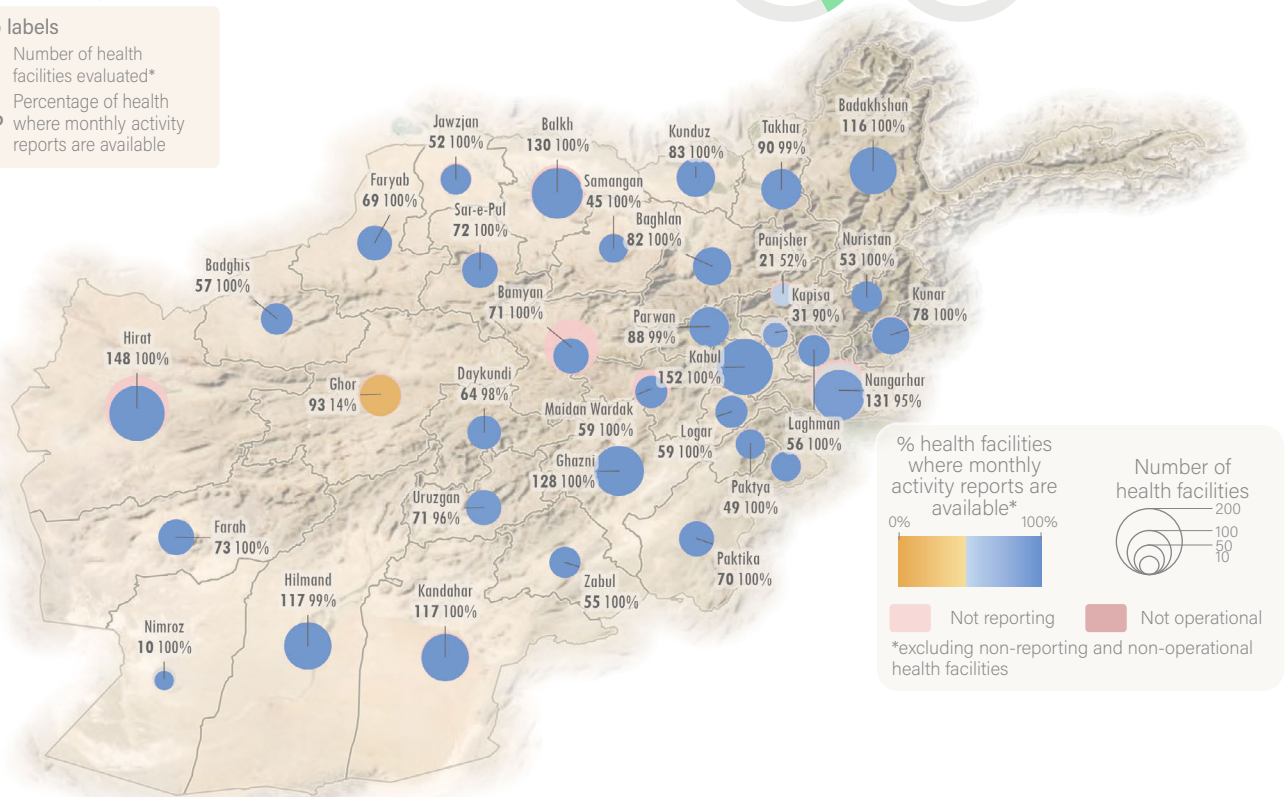 labels
Number of health
facilities evaluated*
Percentage of health
where monthly activity
reports are available
Badakhshan
116 100%
Jawzjan
52 100%
Balkh
130 100%
Kunduz
83 100%
Takhar
90 99%
Faryab
69 100%
Samangan
45 100%
Sar-e-Pul
72 100%
Baghlan
82 100%
Panjsher
21 52%
Nuristan
53 100%
Badghis
57 100%
Bamyan
71 100%
Kapisa
31 90%
Kunar
78 100%
Parwan
88 99%
Hirat
148 100%
Kabul
152 100%
Ghor
93 14%
Daykundi
64 98%
Nangarhar
131 95%
Maidan Wardak
59 100%
Logar
59 100%
Laghman
56 100%
Ghazni
128 100%
Paktya
49 100%
Uruzgan
71 96%
Farah
73 100%
Paktika
70 100%
Hilmand
117 99%
Kandahar
117 100%
Zabul
55 100%
Nimroz
10 100%
% health facilities
where monthly
activity reports are
available*
0%
100%
Number of
health facilities
200
100
50
10
Not reporting
Not operational
*excluding non-reporting and non-operational
health facilities